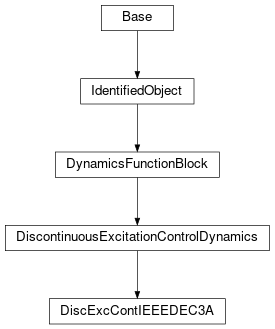 Base
IdentifiedObject
DynamicsFunctionBlock
DiscontinuousExcitationControlDynamics
DiscExcContIEEEDEC3A